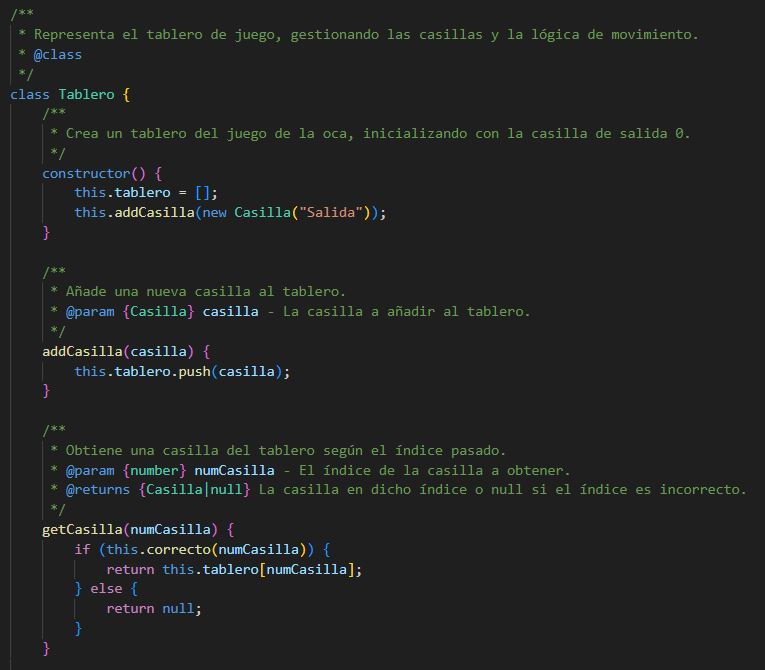 /**
 * Representa el tablero de juego, gestionando las casillas y la lógica de movimiento.
 * @class
 */
class Tablero {
    /**
     * Crea un tablero del juego de la oca, inicializando con la casilla de salida 0.
     */
    constructor() {
        this.tablero = [];
        this.addCasilla(new Casilla("Salida"));
    }

    /**
     * Añade una nueva casilla al tablero.
     * @param {Casilla} casilla - La casilla a añadir al tablero.
     */
    addCasilla(casilla) {
        this.tablero.push(casilla);
    }

    /**
     * Obtiene una casilla del tablero según el índice pasado.
     * @param {number} numCasilla - El índice de la casilla a obtener.
     * @returns {Casilla|null} La casilla en dicho índice o null si el índice es incorrecto.
     */
    getCasilla(numCasilla) {
        if (this.correcto(numCasilla)) {
            return this.tablero[numCasilla];
        } else {
            return null;
        }
    }